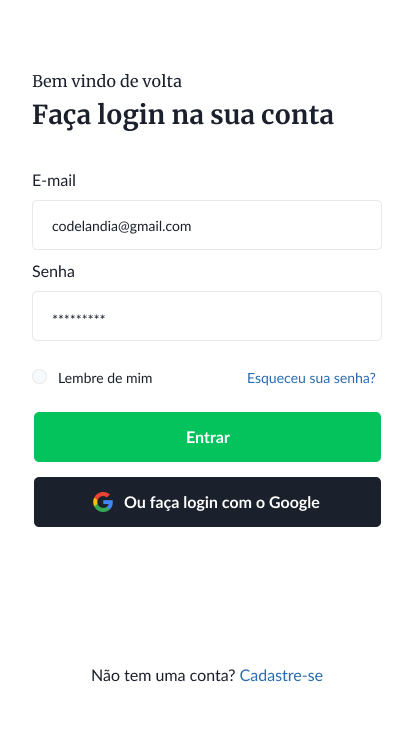 Bem vindo de volta
Faça login na sua conta
E-mail
codelandia@gmail.com
Senha
*********
Lembre de mim
Esqueceu sua senha?
Entrar
Ou faça login com o Google
Não tem uma conta? Cadastre-se